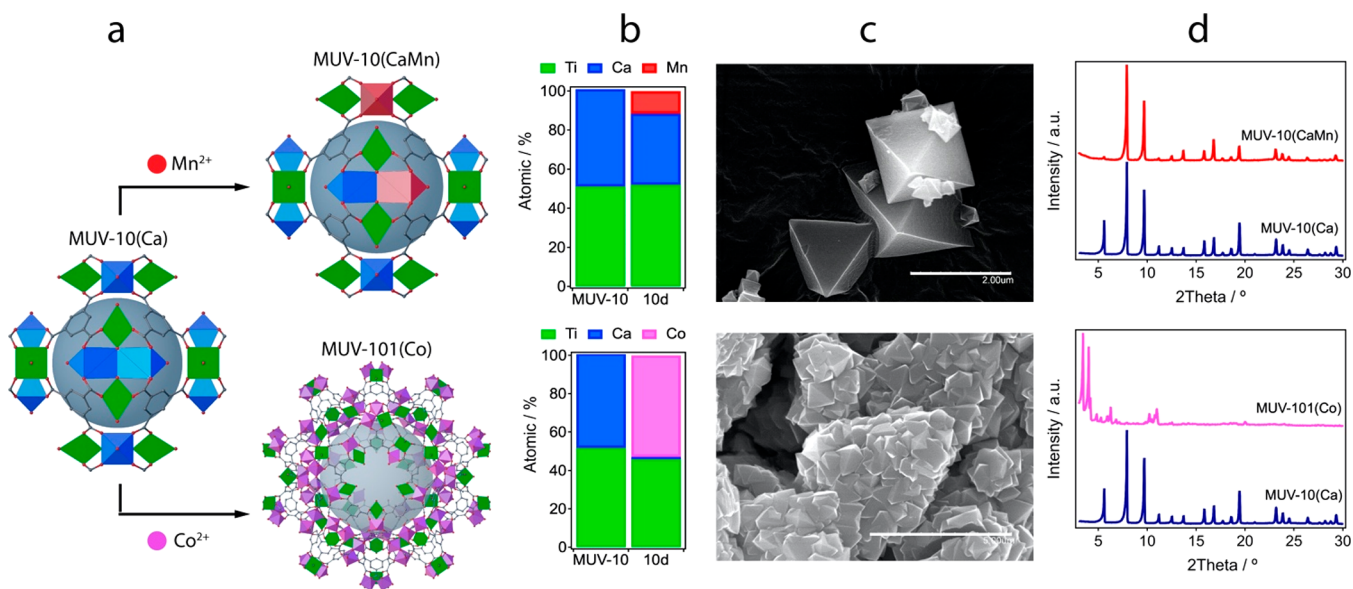 a
b
c
d
MUV-10(CaMn)
Mn²⁺
MUV-10(Ca)
MUV-101(Co)
Co²⁺
Ti Ca Mn
100
80
60
40
20
0
Atomic / %
MUV-10 10d
Ti Ca Co
100
80
60
40
20
0
Atomic / %
MUV-10 10d
2.00um
Intensity / a.u.
MUV-10(CaMn)
MUV-10(Ca)
5 10 15 20 25 30
2Theta / º
Intensity / a.u.
MUV-101(Co)
MUV-10(Ca)
5 10 15 20 25 30
2Theta / º